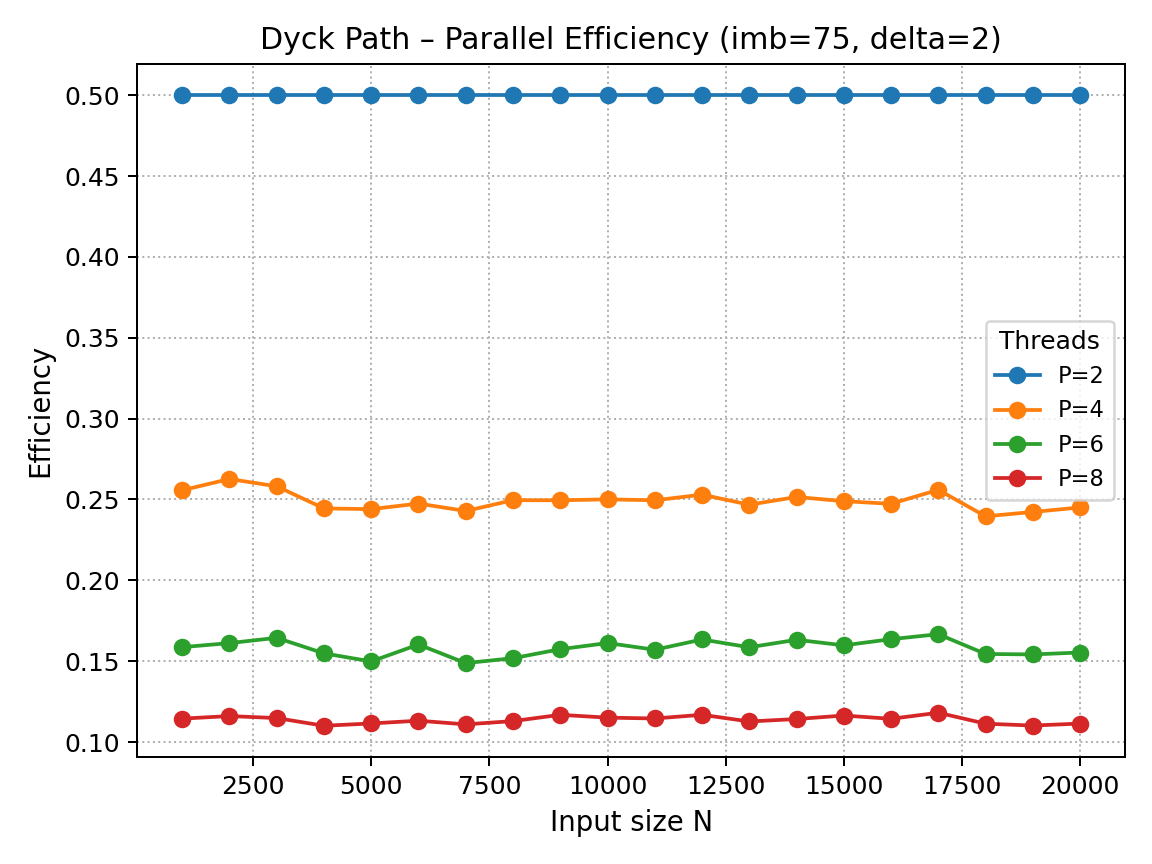 Dyck Path – Parallel Efficiency (imb=75, delta=2)
0.50
0.45
0.40
0.35
0.30
0.25
0.20
0.15
0.10
Efficiency
Threads
P=2
P=4
P=6
P=8
2500 5000 7500 10000 12500 15000 17500 20000
Input size N